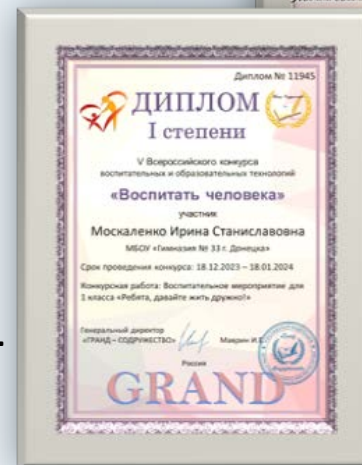 Диплом № 11945
ДИПЛОМ
I степени
V Всероссийского конкурса
воспитательных и образовательных технологий
«Воспитать человека»
участник
Москаленко Ирина Станиславовна
МБОУ «Гимназия № 33 г. Донецка»
Срок проведения конкурса: 18.12.2023 – 18.01.2024
Конкурсная работа: Воспитательное мероприятие для
1 класса «Ребята, давайте жить дружно!»
Генеральный директор
«ГРАНД – СОДРУЖЕСТВО» Маврин И.Е.
Россия
GRAND